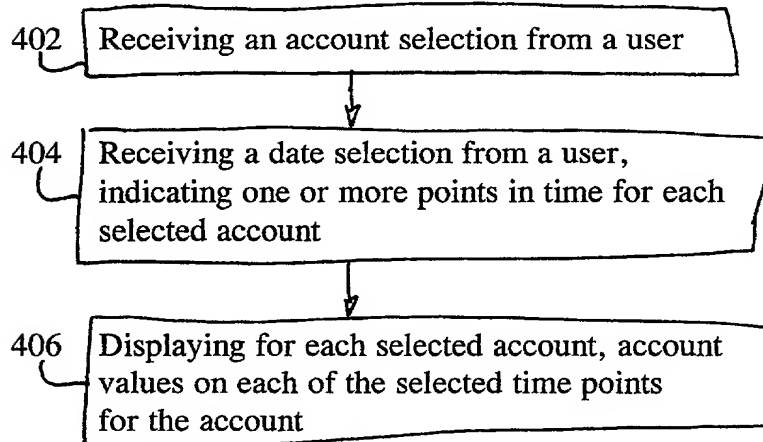 402 Receiving an account selection from a user
404 Receiving a date selection from a user,
indicating one or more points in time for each
selected account
406 Displaying for each selected account, account
values on each of the selected time points
for the account